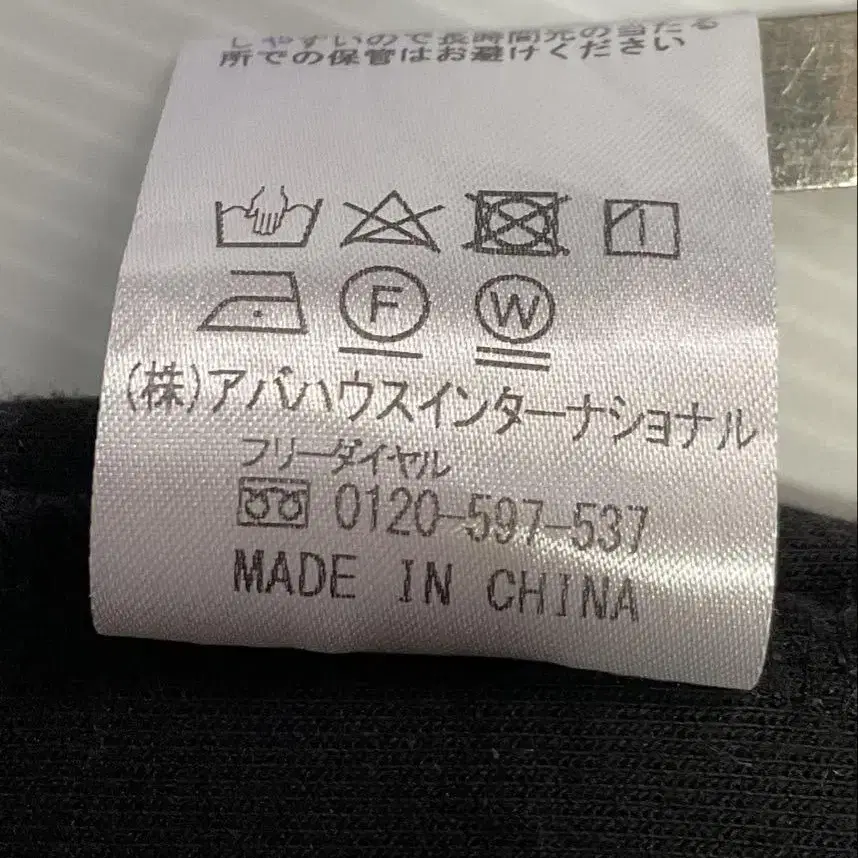 しやすいので長時間光の当たる
所での保管はお避けください
F
W
(株)アバハウスインターナショナル
フリーダイヤル
0120-597-537
MADE IN CHINA